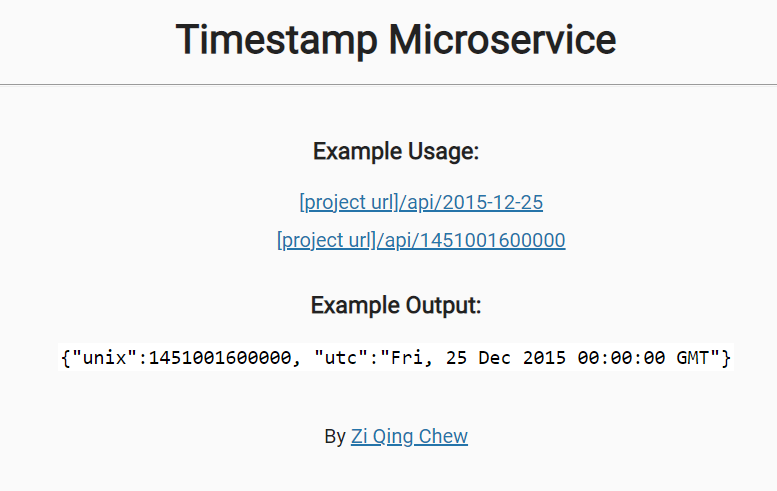 Timestamp Microservice
Example Usage:
[project url]/api/2015-12-25
[project url]/api/1451001600000
Example Output:
{"unix":1451001600000, "utc":"Fri, 25 Dec 2015 00:00:00 GMT"}
By Zi Qing Chew